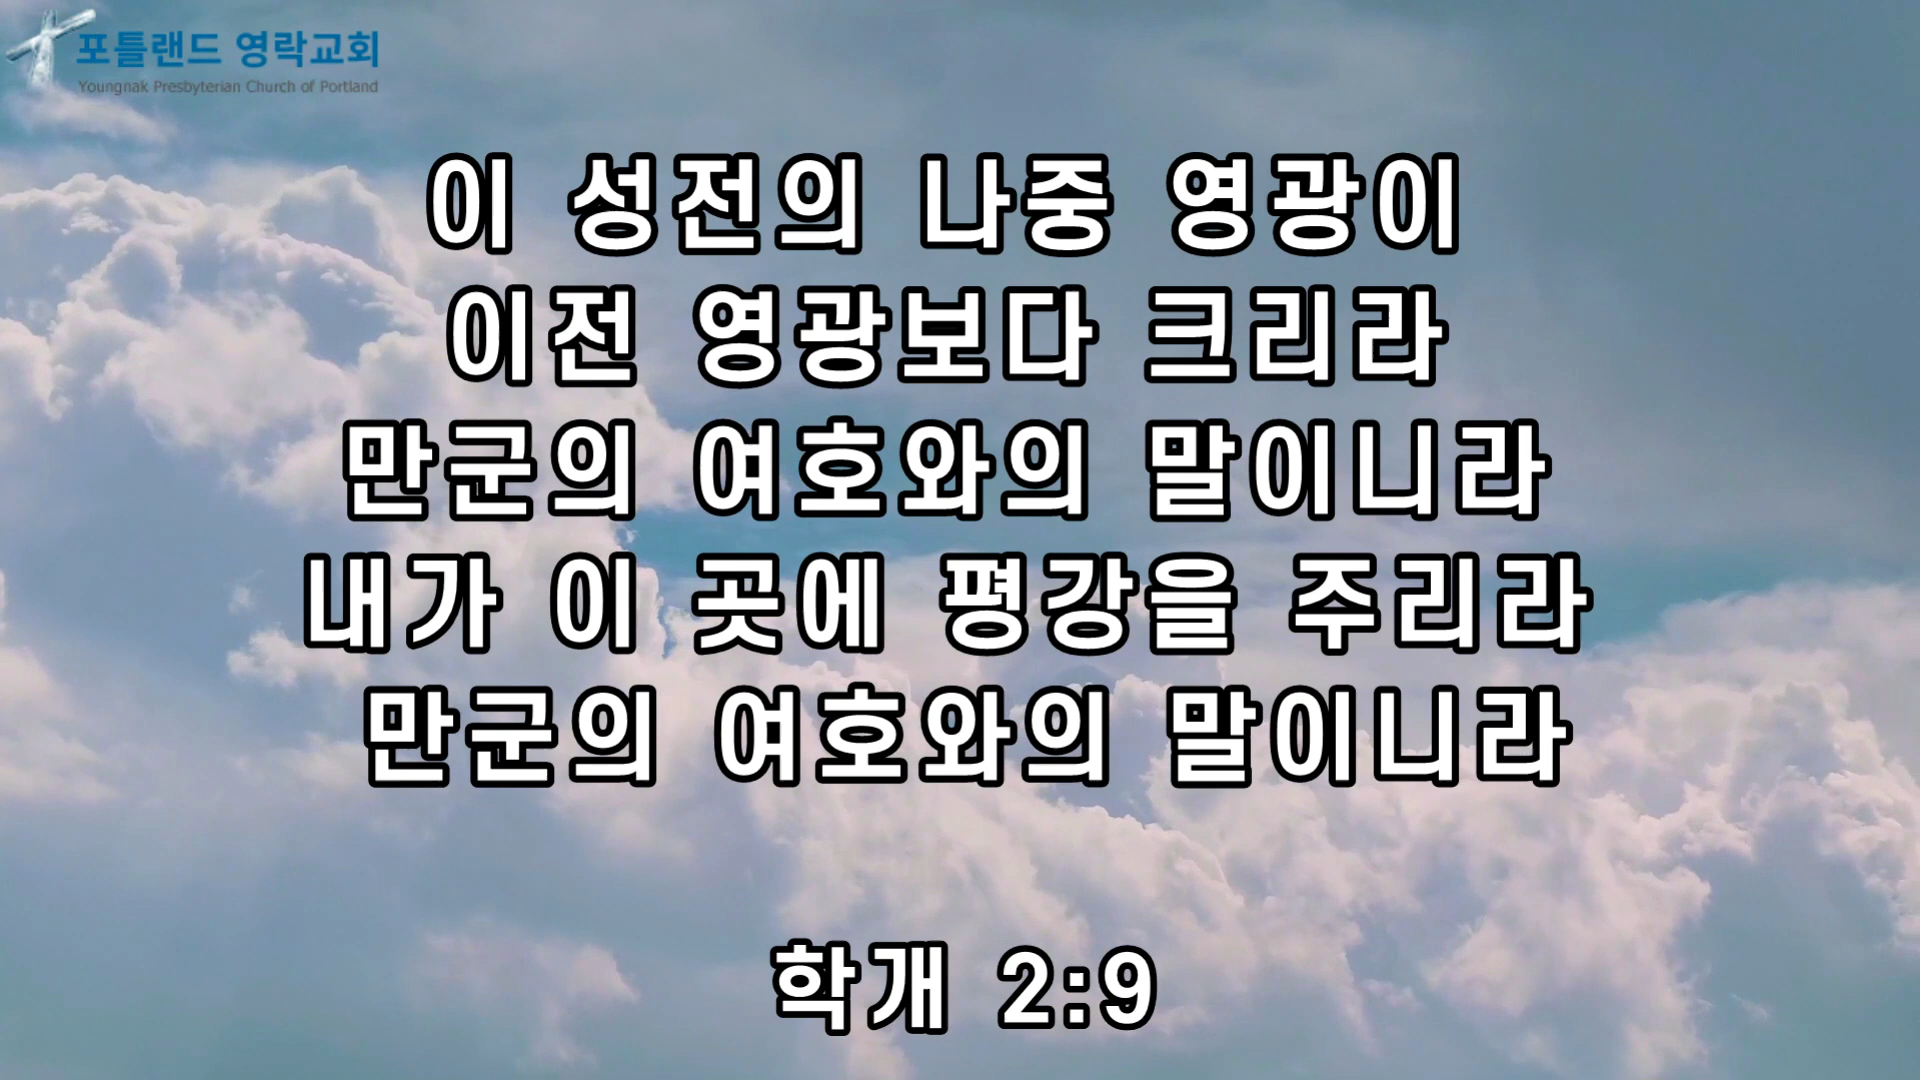 포틀랜드 영락교회
Youngnak Presbyterian Church of Portland
이 성전의 나중 영광이
이전 영광보다 크리라
만군의 여호와의 말이니라
내가 이 곳에 평강을 주리라
만군의 여호와의 말이니라
학개 2:9